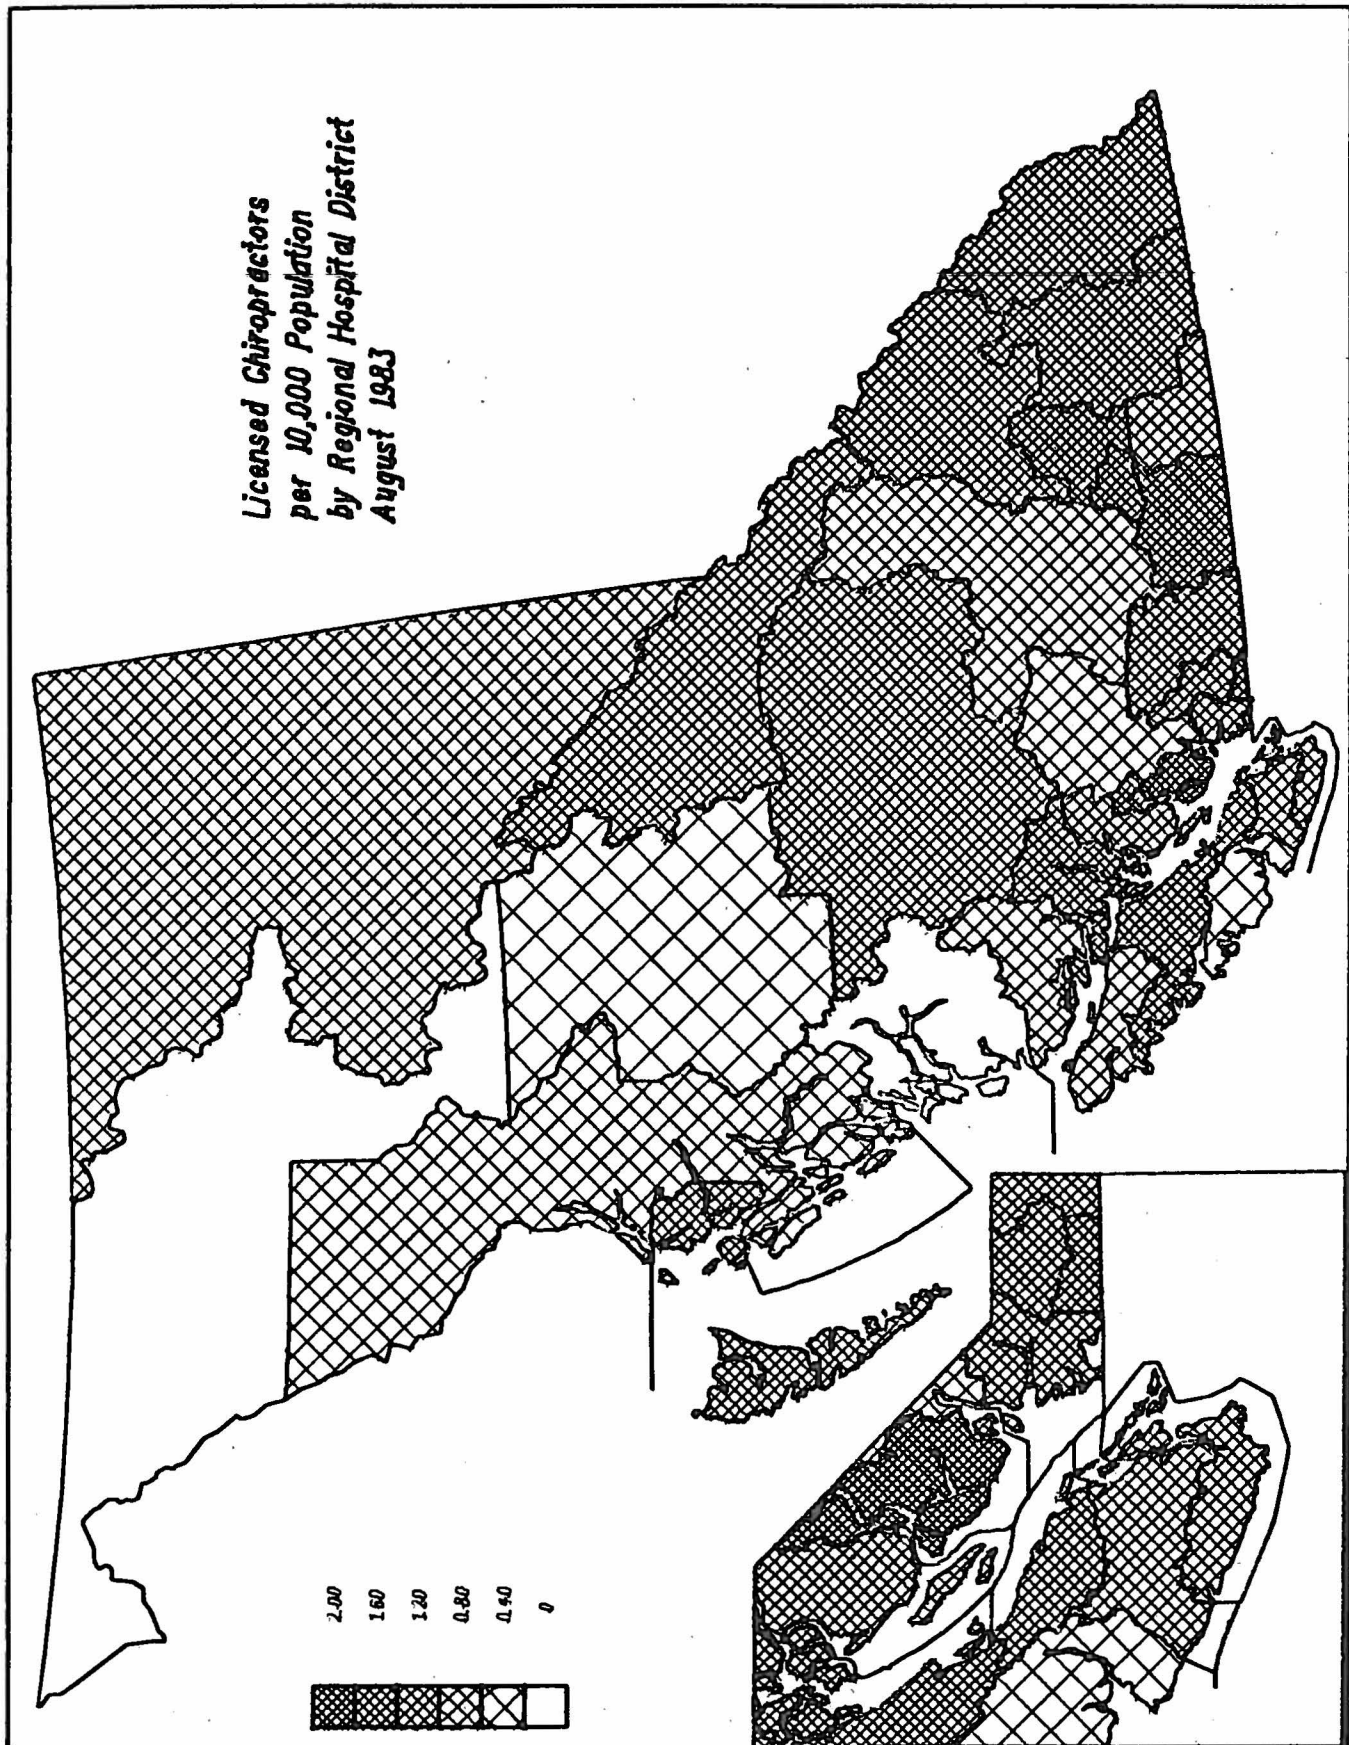 Licensed Chiropractors
per 10,000 Population
by Regional Hospital District
August 1983
2.00
1.60
1.20
0.80
0.40
0